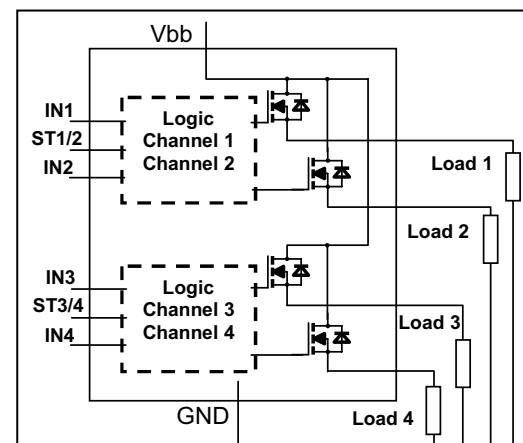 Vbb
IN1
ST1/2
IN2
Logic
Channel 1
Channel 2
Load 1
Load 2
IN3
ST3/4
IN4
Logic
Channel 3
Channel 4
Load 3
Load 4
GND